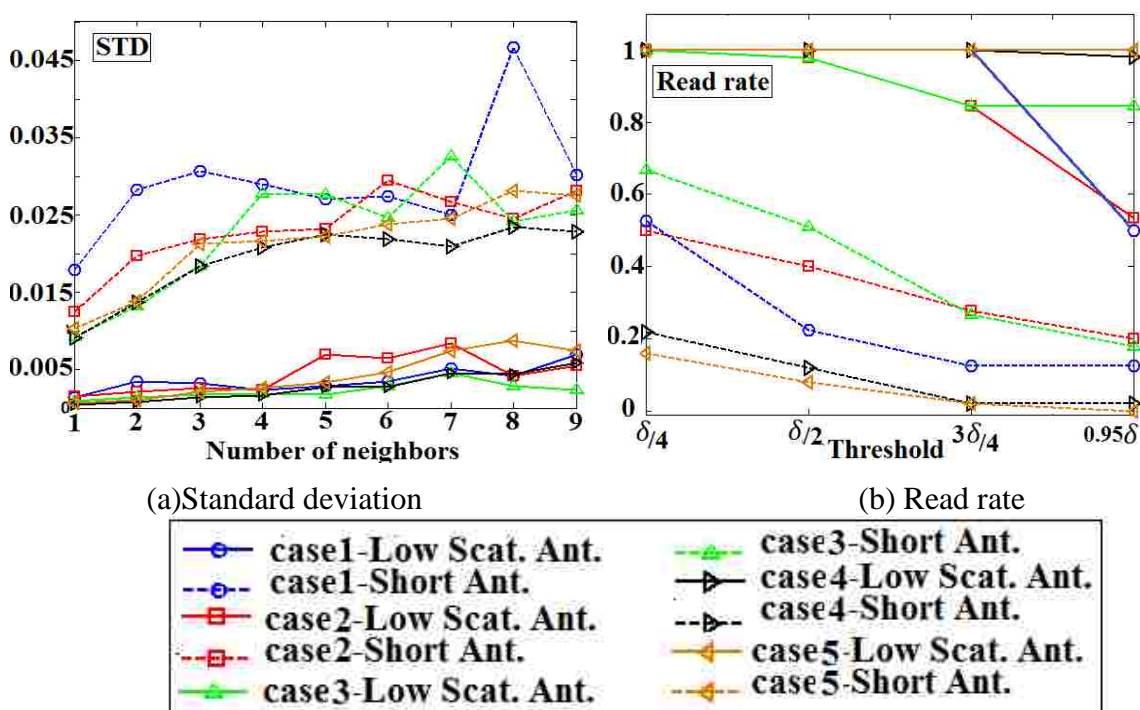 STD
0.045
0.035
0.025
0.015
0.005
0
1 2 3 4 5 6 7 8 9
Number of neighbors
(a)Standard deviation
Read rate
1
0.8
0.6
0.4
0.2
0
δ/4 δ/2 3δ/4 0.95δ
Threshold
(b) Read rate
case1-Low Scat. Ant.
case1-Short Ant.
case2-Low Scat. Ant.
case2-Short Ant.
case3-Low Scat. Ant.
case3-Short Ant.
case4-Low Scat. Ant.
case4-Short Ant.
case5-Low Scat. Ant.
case5-Short Ant.